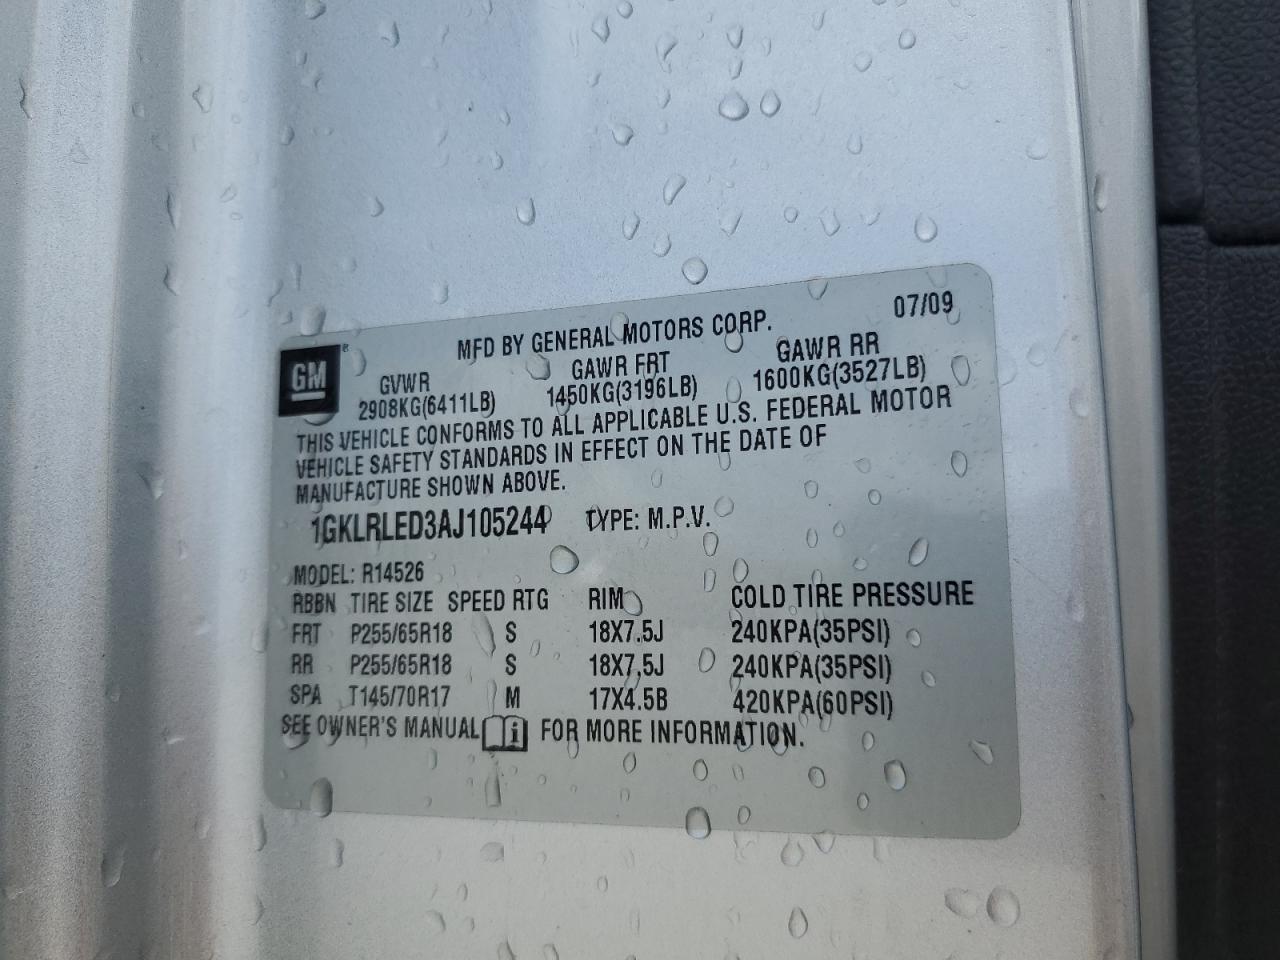 07/09
MFD BY GENERAL MOTORS CORP.
GM®
GVWR GAWR FRT GAWR RR
2908KG(6411LB) 1450KG(3196LB) 1600KG(3527LB)
THIS VEHICLE CONFORMS TO ALL APPLICABLE U.S. FEDERAL MOTOR
VEHICLE SAFETY STANDARDS IN EFFECT ON THE DATE OF
MANUFACTURE SHOWN ABOVE.
1GKLRLED3AJ105244 TYPE: M.P.V.
MODEL: R14526
RBBN TIRE SIZE SPEED RTG RIM COLD TIRE PRESSURE
FRT P255/65R18 S 18X7.5J 240KPA(35PSI)
RR P255/65R18 S 18X7.5J 240KPA(35PSI)
SPA T145/70R17 M 17X4.5B 420KPA(60PSI)
SEE OWNER'S MANUAL i FOR MORE INFORMATION.